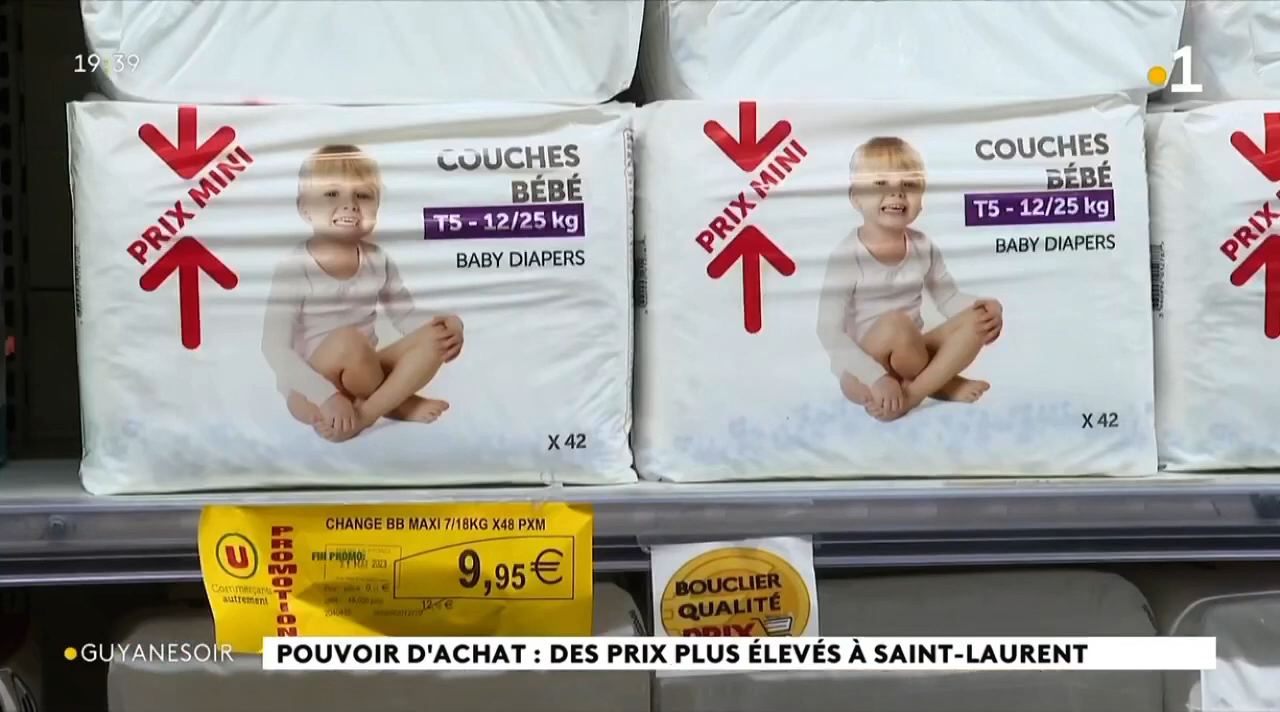 19:39
1
PRIX MINI
COUCHES
BÉBÉ
T5 - 12/25 kg
BABY DIAPERS
X 42
PRIX MINI
COUCHES
BÉBÉ
T5 - 12/25 kg
BABY DIAPERS
X 42
PRIX
U
Commerçants
autrement
PROMOTION
CHANGE BB MAXI 7/18KG X48 PXM
FIN PROMO:
2023
9,95€
BOUCLIER
QUALITÉ
PRIX
GUYANESOIR
POUVOIR D'ACHAT : DES PRIX PLUS ÉLEVÉS À SAINT-LAURENT